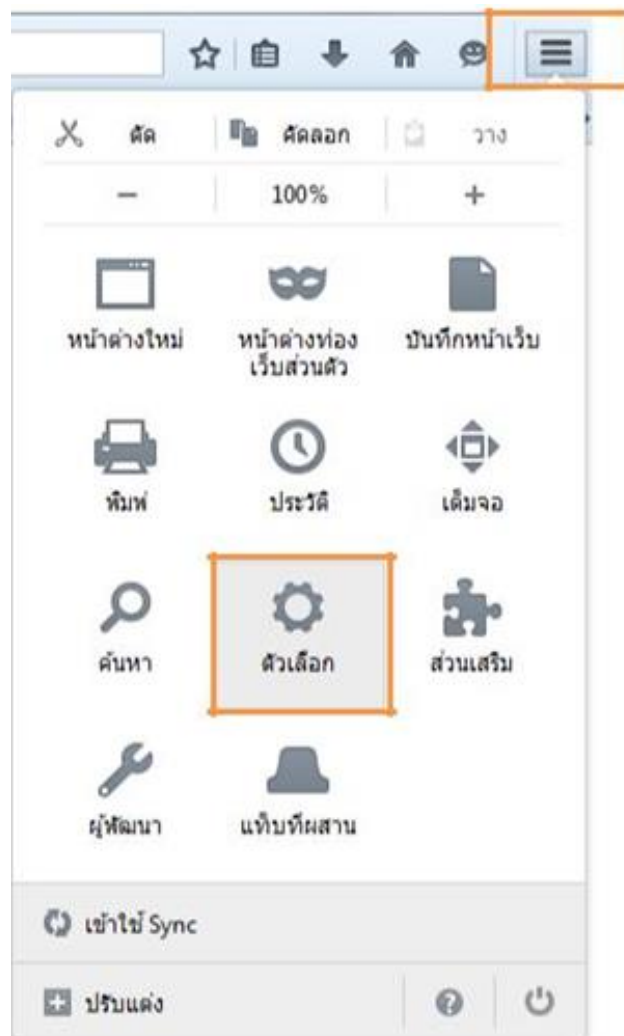 ตัด คัดลอก วาง
100%
หน้าต่างใหม่ หน้าต่างท่อง บันทึกหน้าเว็บ
เว็บส่วนตัว
พิมพ์ ประวัติ เต็มจอ
ค้นหา ตัวเลือก ส่วนเสริม
ผู้พัฒนา แท็บที่ผสาน
เข้าใช้ Sync
ปรับแต่ง